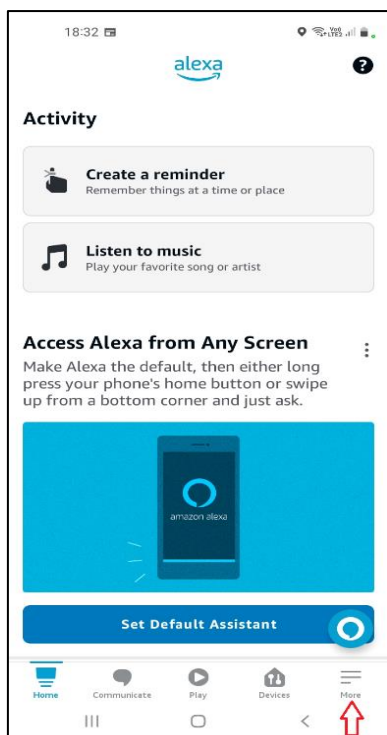 18:32
alexa
Activity
Create a reminder
Remember things at a time or place
Listen to music
Play your favorite song or artist
Access Alexa from Any Screen
Make Alexa the default, then either long
press your phone's home button or swipe
up from a bottom corner and just ask.
amazon alexa
Set Default Assistant
Home Communicate Play Devices More